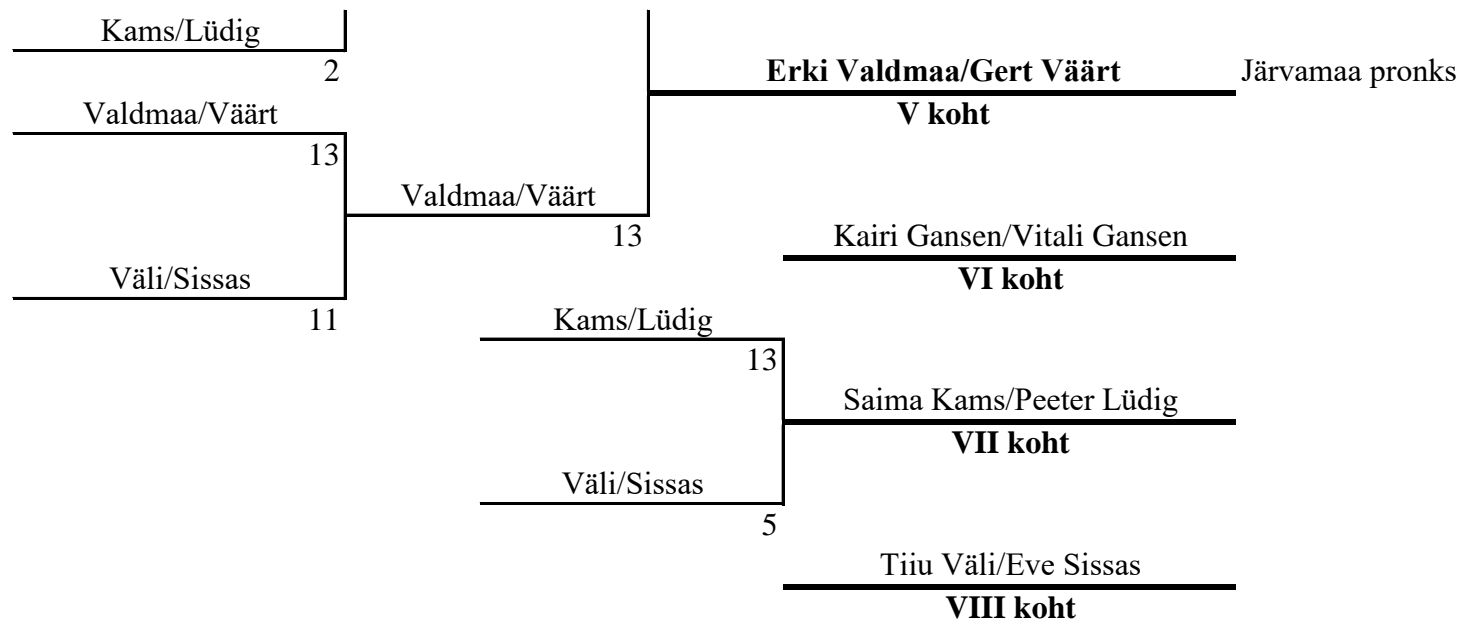 Kams/Lüdig
2
Erki Valdmaa/Gert Väärt Järvamaa pronks
V koht
Valdmaa/Väärt
13
Valdmaa/Väärt
13
Kairi Gansen/Vitali Gansen
VI koht
Väli/Sissas
11
Kams/Lüdig
13
Saima Kams/Peeter Lüdig
VII koht
Väli/Sissas
5
Tiiu Väli/Eve Sissas
VIII koht